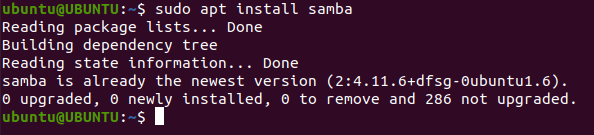 ubuntu@UBUNTU:~$ sudo apt install samba
Reading package lists... Done
Building dependency tree
Reading state information... Done
samba is already the newest version (2:4.11.6+dfsg-0ubuntu1.6).
0 upgraded, 0 newly installed, 0 to remove and 286 not upgraded.
ubuntu@UBUNTU:~$